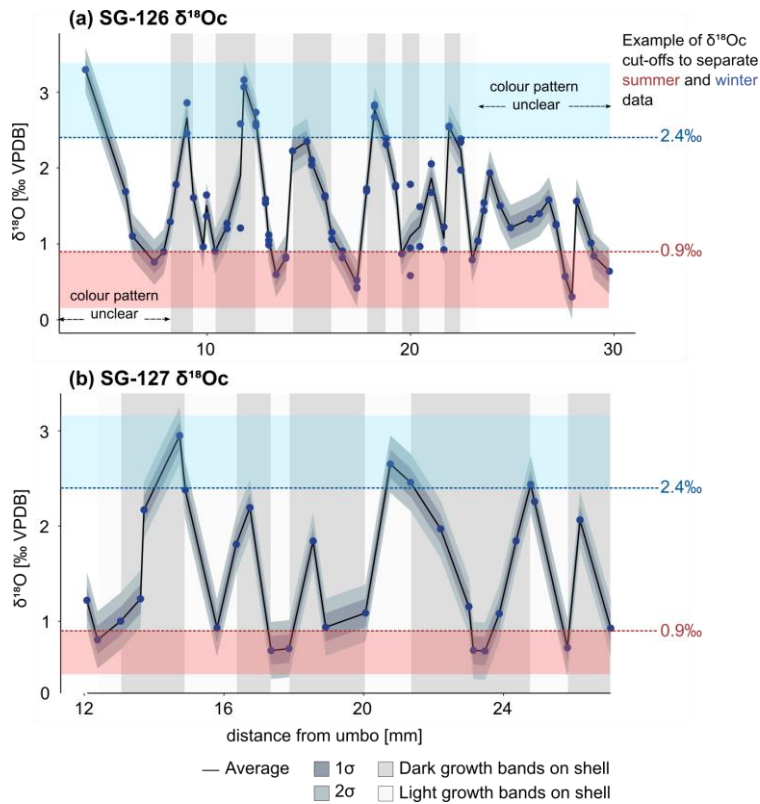 (a) SG-126 δ¹⁸Oc
Example of δ¹⁸Oc
cut-offs to separate
summer and winter
data
colour pattern
unclear
3
2.4‰
2
δ¹⁸O [‰ VPDB]
1
0.9‰
colour pattern
unclear
0
10
20
30
(b) SG-127 δ¹⁸Oc
3
2.4‰
2
δ¹⁸O [‰ VPDB]
1
0.9‰
0
12
16
20
24
distance from umbo [mm]
Average
1σ
Dark growth bands on shell
2σ
Light growth bands on shell